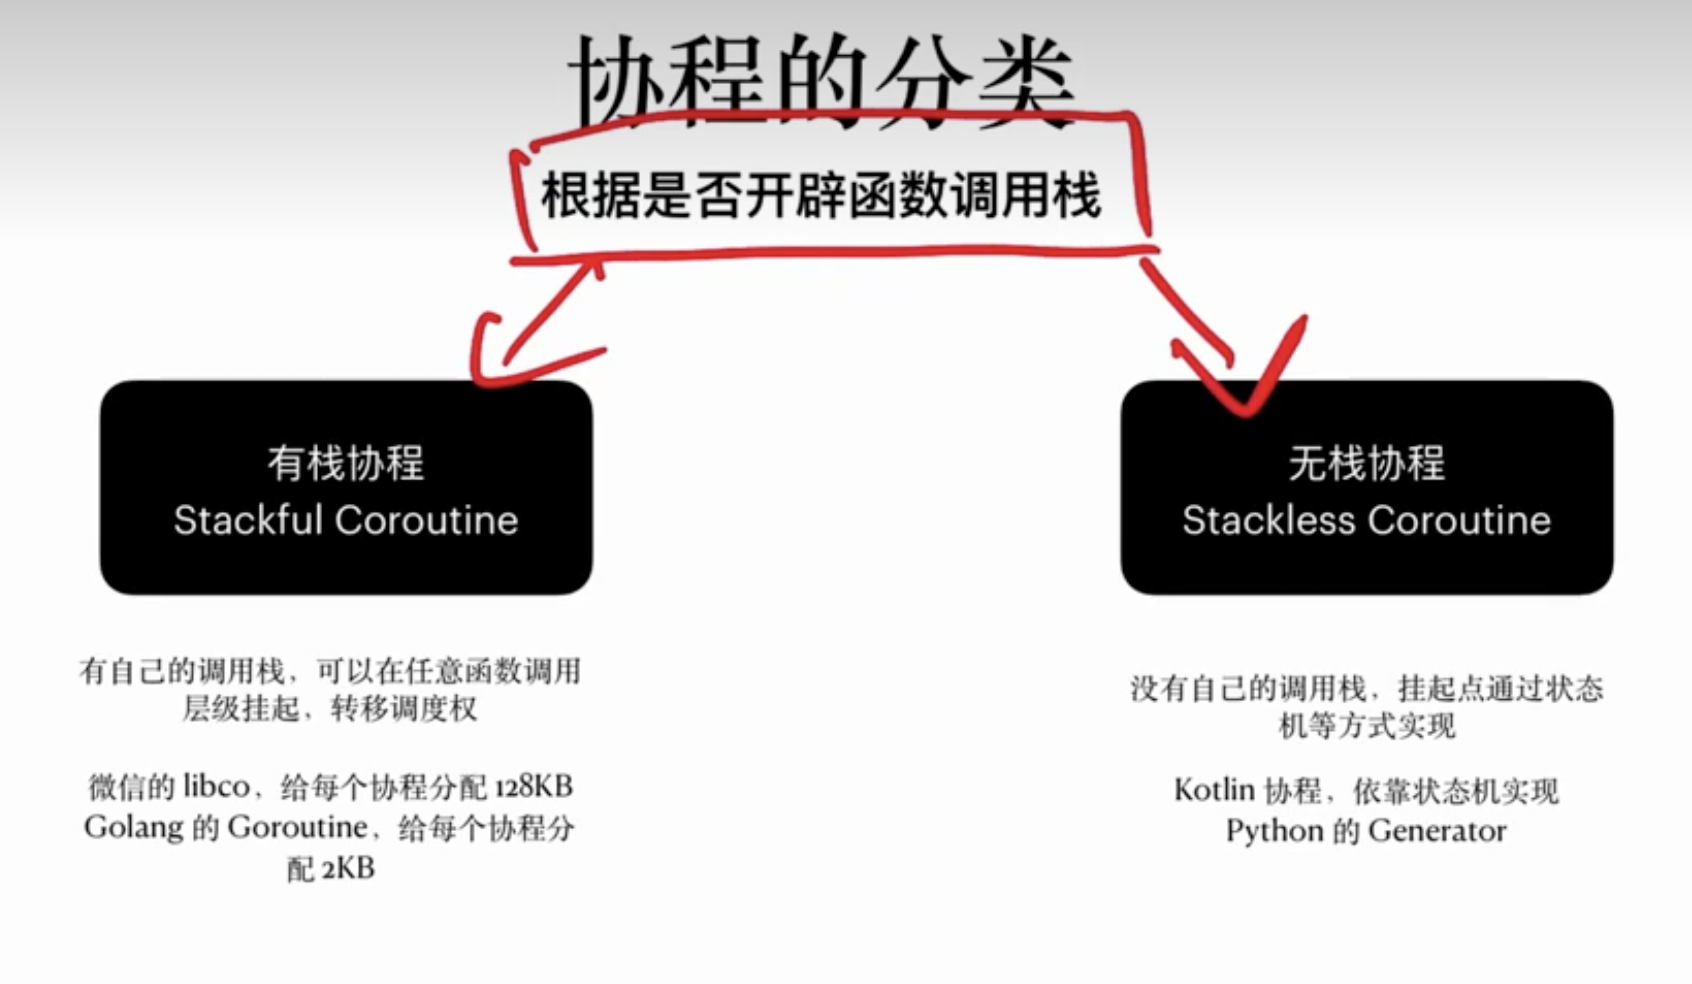 协程的分类
根据是否开辟函数调用栈
有栈协程
Stackful Coroutine
有自己的调用栈，可以在任意函数调用
层级挂起，转移调度权
微信的 libco，给每个协程分配 128KB
Golang 的 Goroutine，给每个协程分
配 2KB
无栈协程
Stackless Coroutine
没有自己的调用栈，挂起点通过状态
机等方式实现
Kotlin 协程，依靠状态机实现
Python 的 Generator